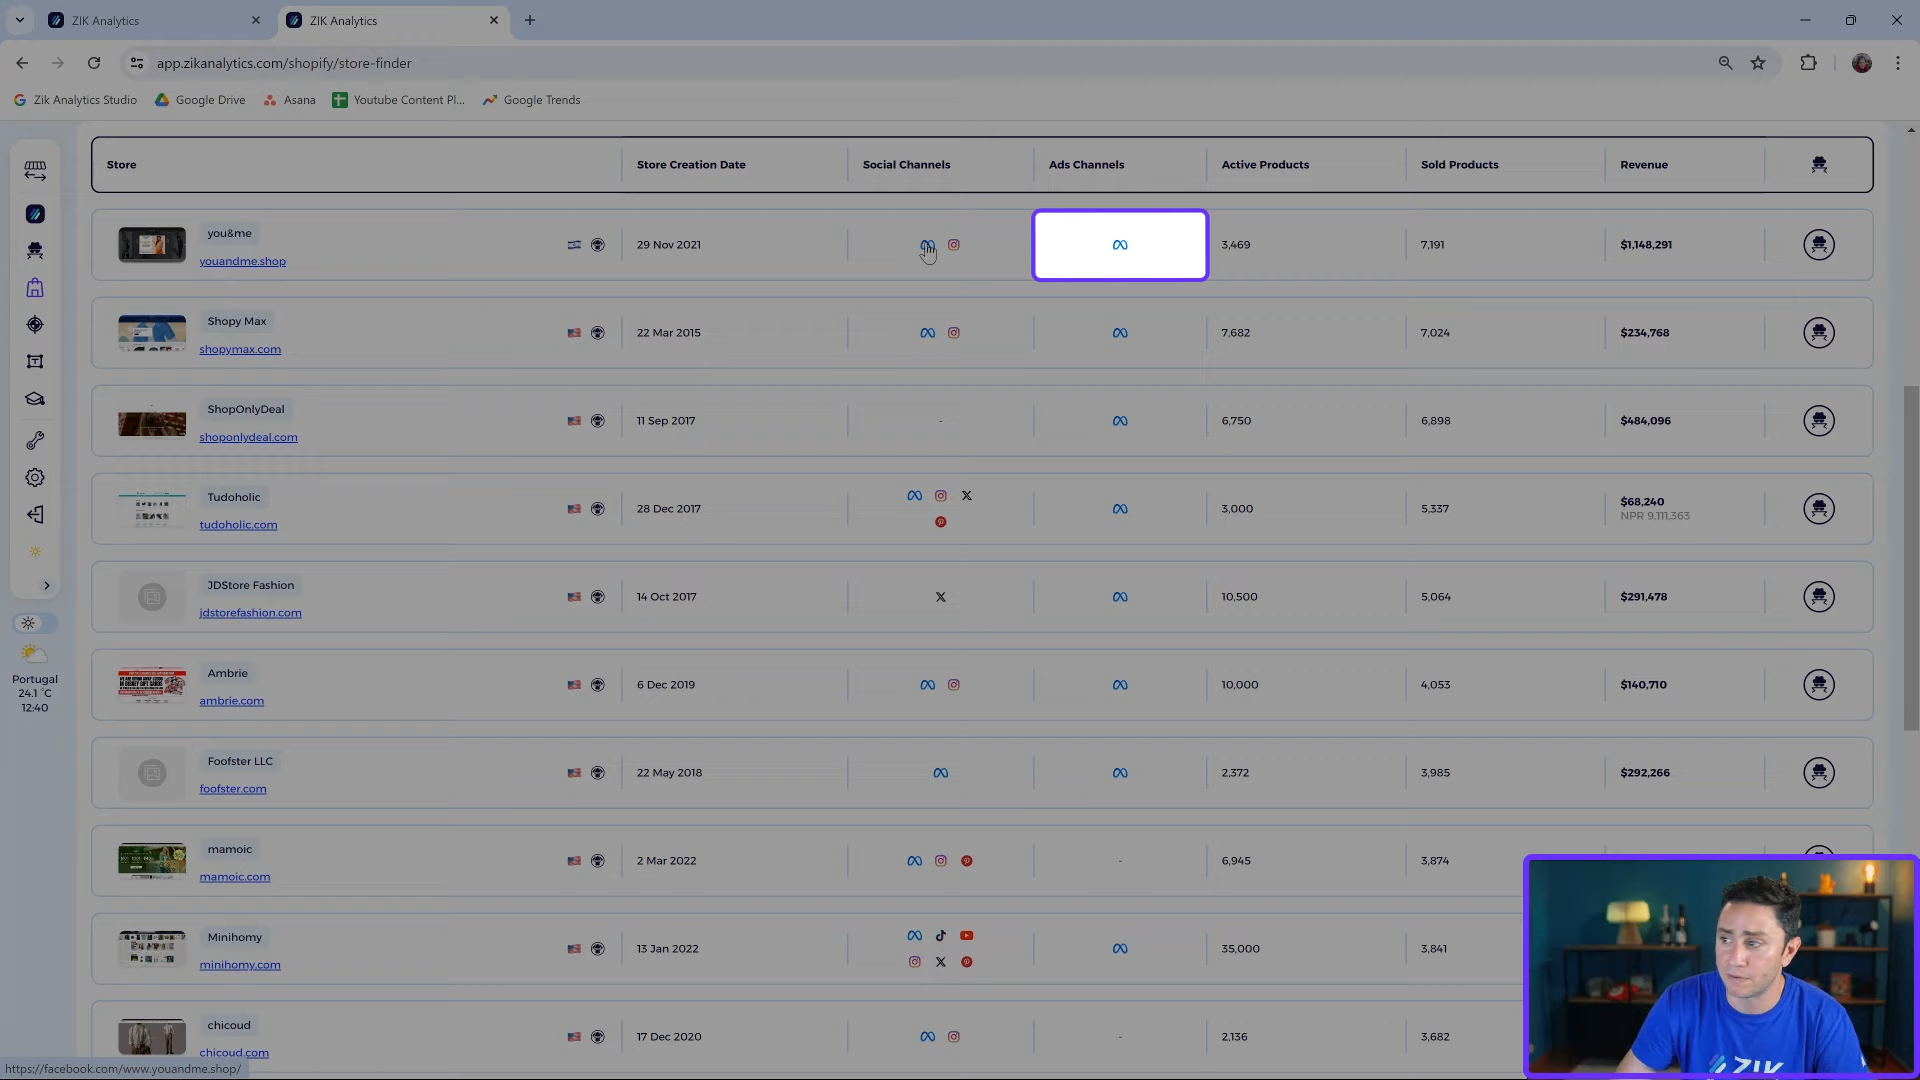 ZIK Analytics
ZIK Analytics
app.zikanalytics.com/shopify/store-finder
Zik Analytics Studio
Google Drive
Asana
Youtube Content Pl...
Google Trends
Store
Store Creation Date
Social Channels
Ads Channels
Active Products
Sold Products
Revenue
you&me
youandme.shop
29 Nov 2021
3,469
7,191
$1,148,291
Shopy Max
shopymax.com
22 Mar 2015
7,682
7,024
$234,768
ShopOnlyDeal
shoponlydeal.com
11 Sep 2017
-
6,750
6,898
$484,096
Tudoholic
tudoholic.com
28 Dec 2017
3,000
5,337
$68,240
NPR 9,111,363
JDStore Fashion
jdstorefashion.com
14 Oct 2017
10,500
5,064
$291,478
Ambrie
ambrie.com
6 Dec 2019
10,000
4,053
$140,710
Foofster LLC
foofster.com
22 May 2018
2,372
3,985
$292,266
mamoic
mamoic.com
2 Mar 2022
-
6,945
3,874
Minihomy
minihomy.com
13 Jan 2022
35,000
3,841
chicoud
chicoud.com
17 Dec 2020
-
2,136
3,682
Portugal
24.1 °C
12:40
https://facebook.com/www.youandme.shop/
ZIK